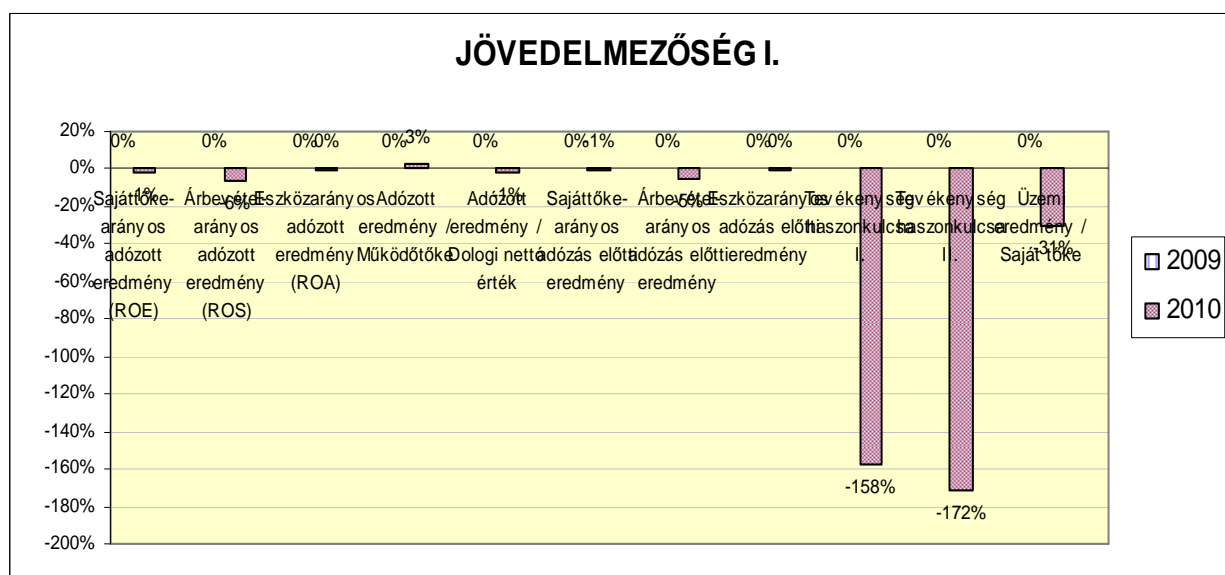 JÖVEDELMEZŐSÉG I.
20%
0%
-20%
-40%
-60%
-80%
-100%
-120%
-140%
-160%
-180%
-200%
0% 0% 0% 0% 0% 3% 0% 0% -1% 0% 0% 0% 0% 0% 0%
-1% -6% -1% -5% -31%
-158%
-172%
Sajáttőke-
arányos
adózott
eredmény
(ROE)
Árbevétel-
arányos
adózott
eredmény
(ROS)
Eszközarányos
adózott
eredmény
(ROA)
Adózott
eredmény /
Működőtőke
Adózott
eredmény /
Dologi nettó
érték
Sajáttőke-
arányos
adózás előtti
eredmény
Árbevétel-
arányos
adózás előtti
eredmény
Eszközarányos
adózás előtti
eredmény
Tevékenység
haszonkulcsa
I.
Tevékenység
haszonkulcsa
II.
Üzemi
eredmény /
Saját tőke
2009
2010